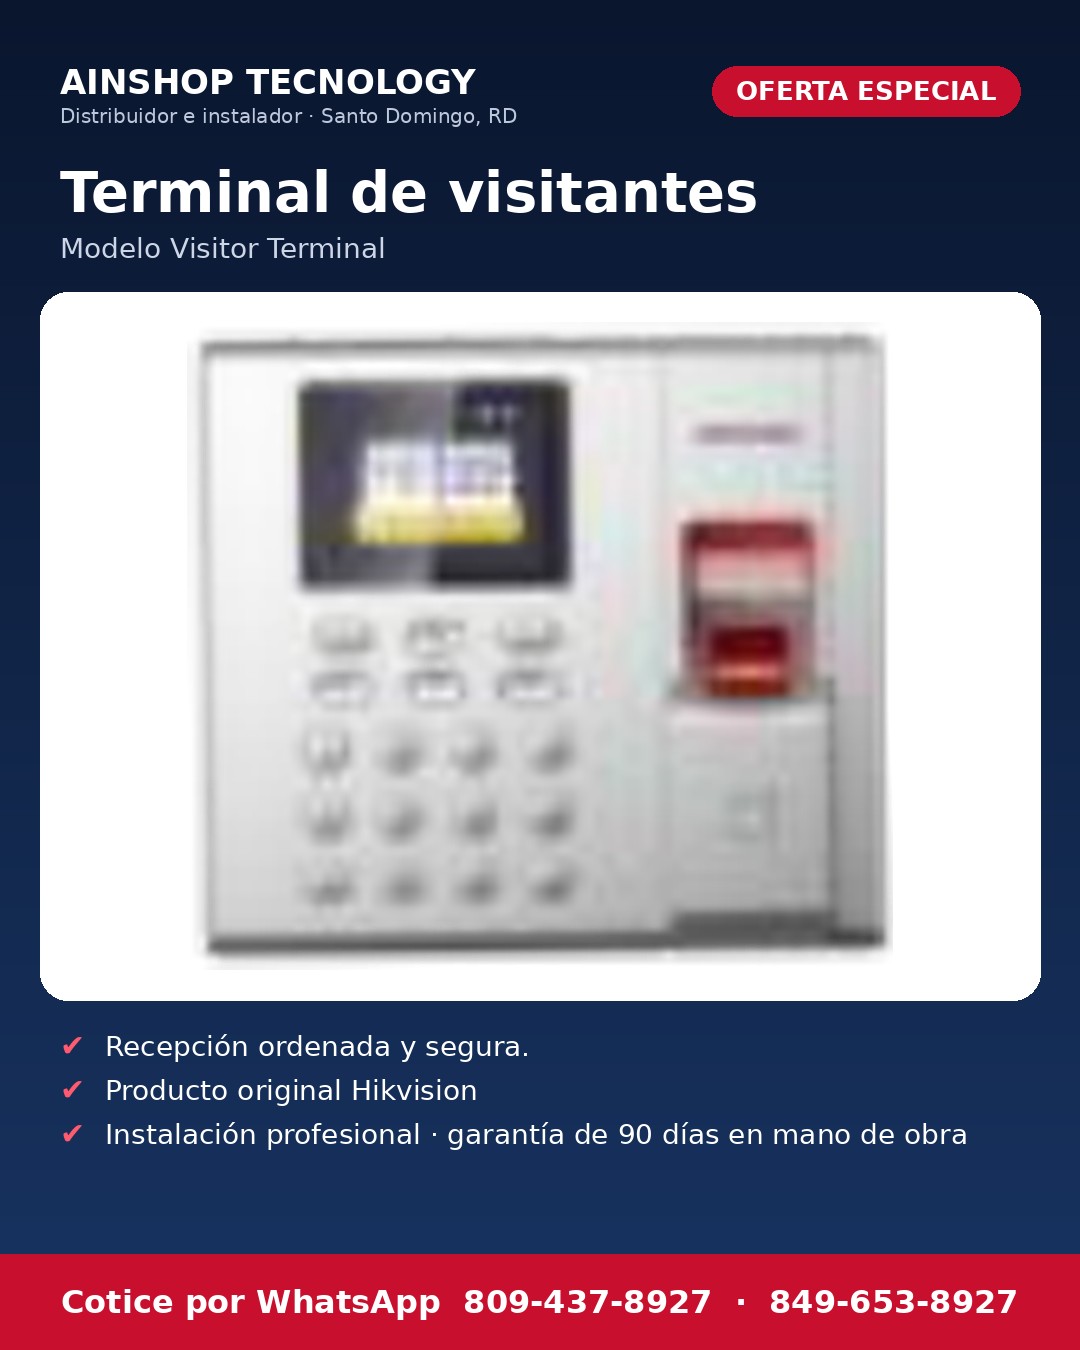 AINSHOP TECNOLOGY
OFERTA ESPECIAL
Distribuidor e instalador · Santo Domingo, RD
Terminal de visitantes
Modelo Visitor Terminal
✔ Recepción ordenada y segura.
✔ Producto original Hikvision
✔ Instalación profesional · garantía de 90 días en mano de obra
Cotice por WhatsApp 809-437-8927 · 849-653-8927